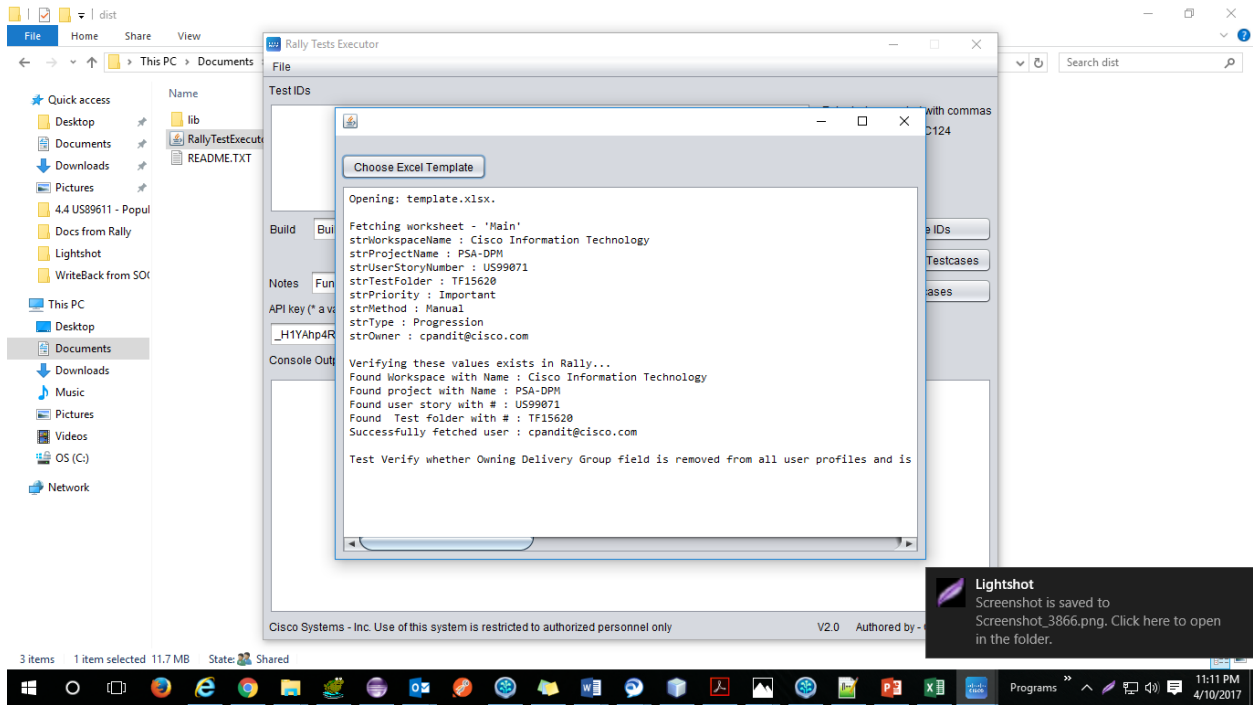 dist
File Home Share View
This PC > Documents
Search dist
Quick access
Desktop
Documents
Downloads
Pictures
4.4 US89611 - Popul
Docs from Rally
Lightshot
WriteBack from SO
This PC
Desktop
Documents
Downloads
Music
Pictures
Videos
OS (C:)
Network
Name
lib
RallyTestExecuto
README.TXT
3 items 1 item selected 11.7 MB State: Shared
Rally Tests Executor
File
Test IDs
with commas
C124
Build Bui
e IDs
Testcases
Notes Fun
cases
API key (* a va
_H1YAhp4R
Console Outp
Choose Excel Template
Opening: template.xlsx.
Fetching worksheet - 'Main'
strWorkspaceName : Cisco Information Technology
strProjectName : PSA-DPM
strUserStoryNumber : US99071
strTestFolder : TF15620
strPriority : Important
strMethod : Manual
strType : Progression
strOwner : cpandit@cisco.com
Verifying these values exists in Rally...
Found Workspace with Name : Cisco Information Technology
Found project with Name : PSA-DPM
Found user story with # : US99071
Found  Test folder with # : TF15620
Successfully fetched user : cpandit@cisco.com
Test Verify whether Owning Delivery Group field is removed from all user profiles and is
Cisco Systems - Inc. Use of this system is restricted to authorized personnel only V2.0 Authored by -
Lightshot
Screenshot is saved to
Screenshot_3866.png. Click here to open
in the folder.
Programs
11:11 PM
4/10/2017